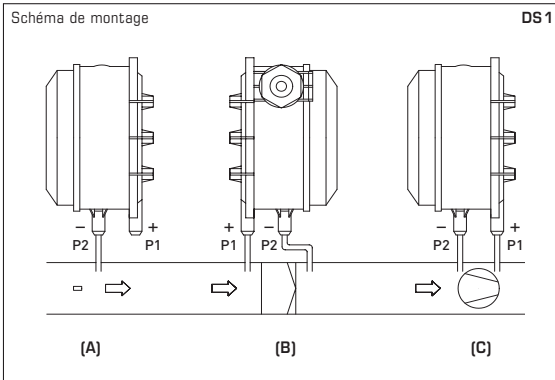 Schéma de montage DS1
– + + – – +
P2 P1 P1 P2 P2 P1
(A) (B) (C)